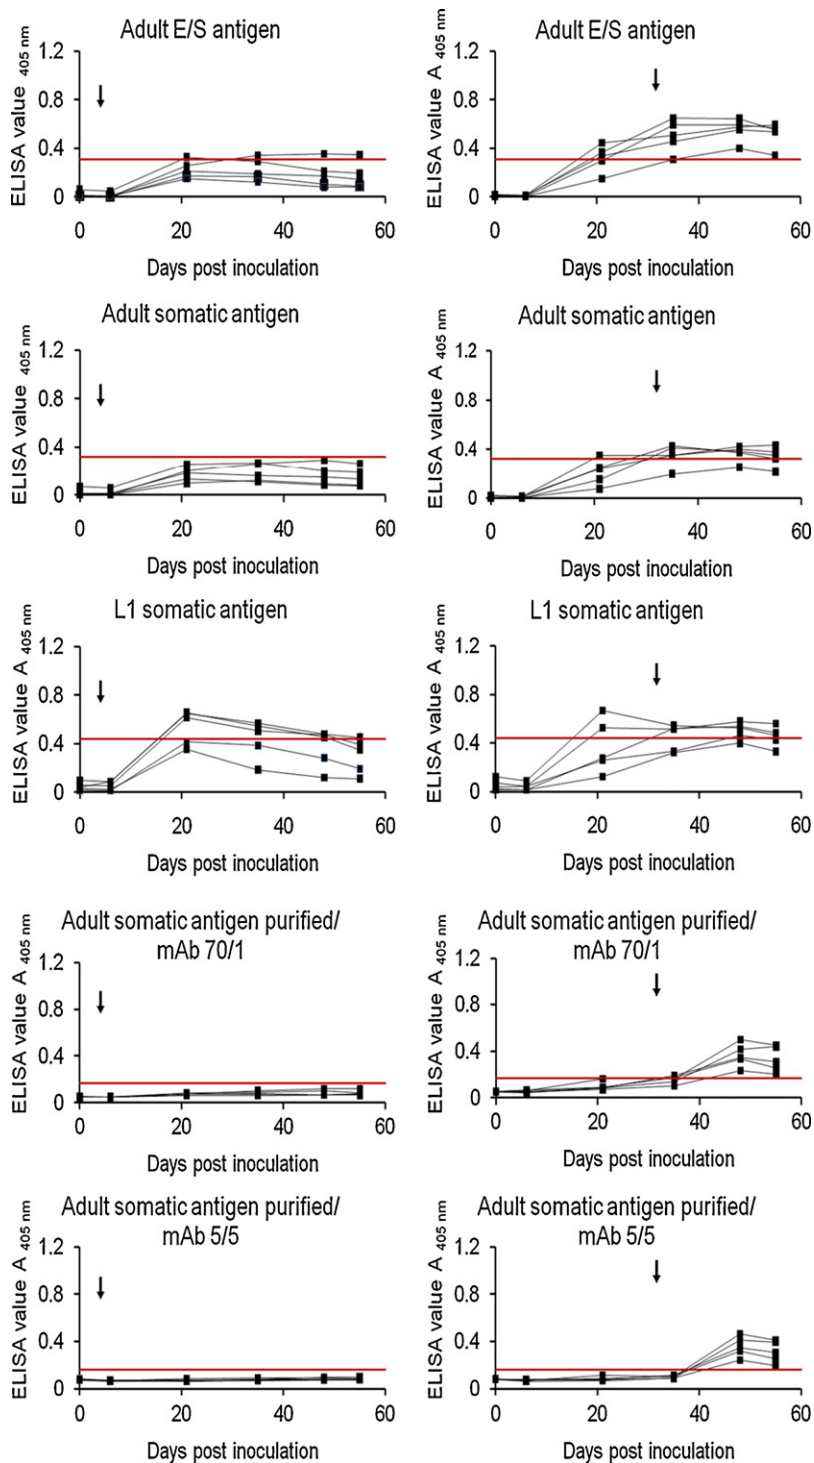 Adult E/S antigen
ELISA value 405 nm
1.2
0.8
0.4
0
0 20 40 60
Days post inoculation
Adult E/S antigen
ELISA value A 405 nm
1.2
0.8
0.4
0
0 20 40 60
Days post inoculation
Adult somatic antigen
ELISA value A 405 nm
1.2
0.8
0.4
0
0 20 40 60
Days post inoculation
Adult somatic antigen
ELISA value A 405 nm
1.2
0.8
0.4
0
0 20 40 60
Days post inoculation
L1 somatic antigen
ELISA value A 405 nm
1.2
0.8
0.4
0
0 20 40 60
Days post inoculation
L1 somatic antigen
ELISA value A 405 nm
1.2
0.8
0.4
0
0 20 40 60
Days post inoculation
Adult somatic antigen purified/
mAb 70/1
ELISA value A 405 nm
1.2
0.8
0.4
0
0 20 40 60
Days post inoculation
Adult somatic antigen purified/
mAb 70/1
ELISA value A 405 nm
1.2
0.8
0.4
0
0 20 40 60
Days post inoculation
Adult somatic antigen purified/
mAb 5/5
ELISA value A 405 nm
1.2
0.8
0.4
0
0 20 40 60
Days post inoculation
Adult somatic antigen purified/
mAb 5/5
ELISA value A 405 nm
1.2
0.8
0.4
0
0 20 40 60
Days post inoculation